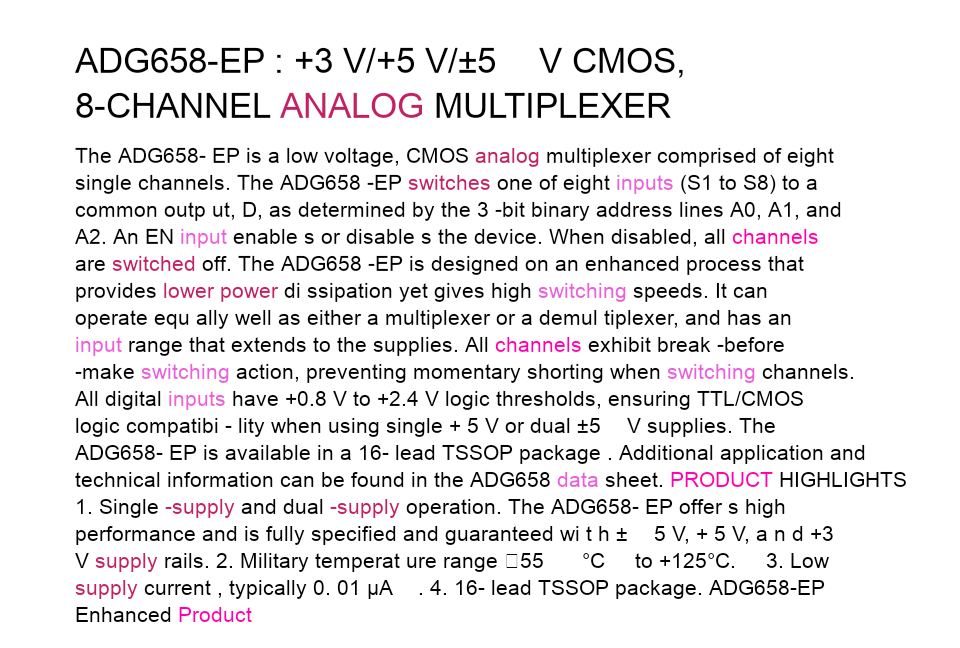 ADG658-EP : +3 V/+5 V/±5 V CMOS,
8-CHANNEL ANALOG MULTIPLEXER
The ADG658- EP is a low voltage, CMOS analog multiplexer comprised of eight
single channels. The ADG658 -EP switches one of eight inputs (S1 to S8) to a
common outp ut, D, as determined by the 3 -bit binary address lines A0, A1, and
A2. An EN input enable s or disable s the device. When disabled, all channels
are switched off. The ADG658 -EP is designed on an enhanced process that
provides lower power di ssipation yet gives high switching speeds. It can
operate equ ally well as either a multiplexer or a demul tiplexer, and has an
input range that extends to the supplies. All channels exhibit break -before
-make switching action, preventing momentary shorting when switching channels.
All digital inputs have +0.8 V to +2.4 V logic thresholds, ensuring TTL/CMOS
logic compatibi - lity when using single + 5 V or dual ±5 V supplies. The
ADG658- EP is available in a 16- lead TSSOP package . Additional application and
technical information can be found in the ADG658 data sheet. PRODUCT HIGHLIGHTS
1. Single -supply and dual -supply operation. The ADG658- EP offer s high
performance and is fully specified and guaranteed wi t h ± 5 V, + 5 V, a n d +3
V supply rails. 2. Military temperat ure range □55 °C to +125°C. 3. Low
supply current , typically 0. 01 μA . 4. 16- lead TSSOP package. ADG658-EP
Enhanced Product